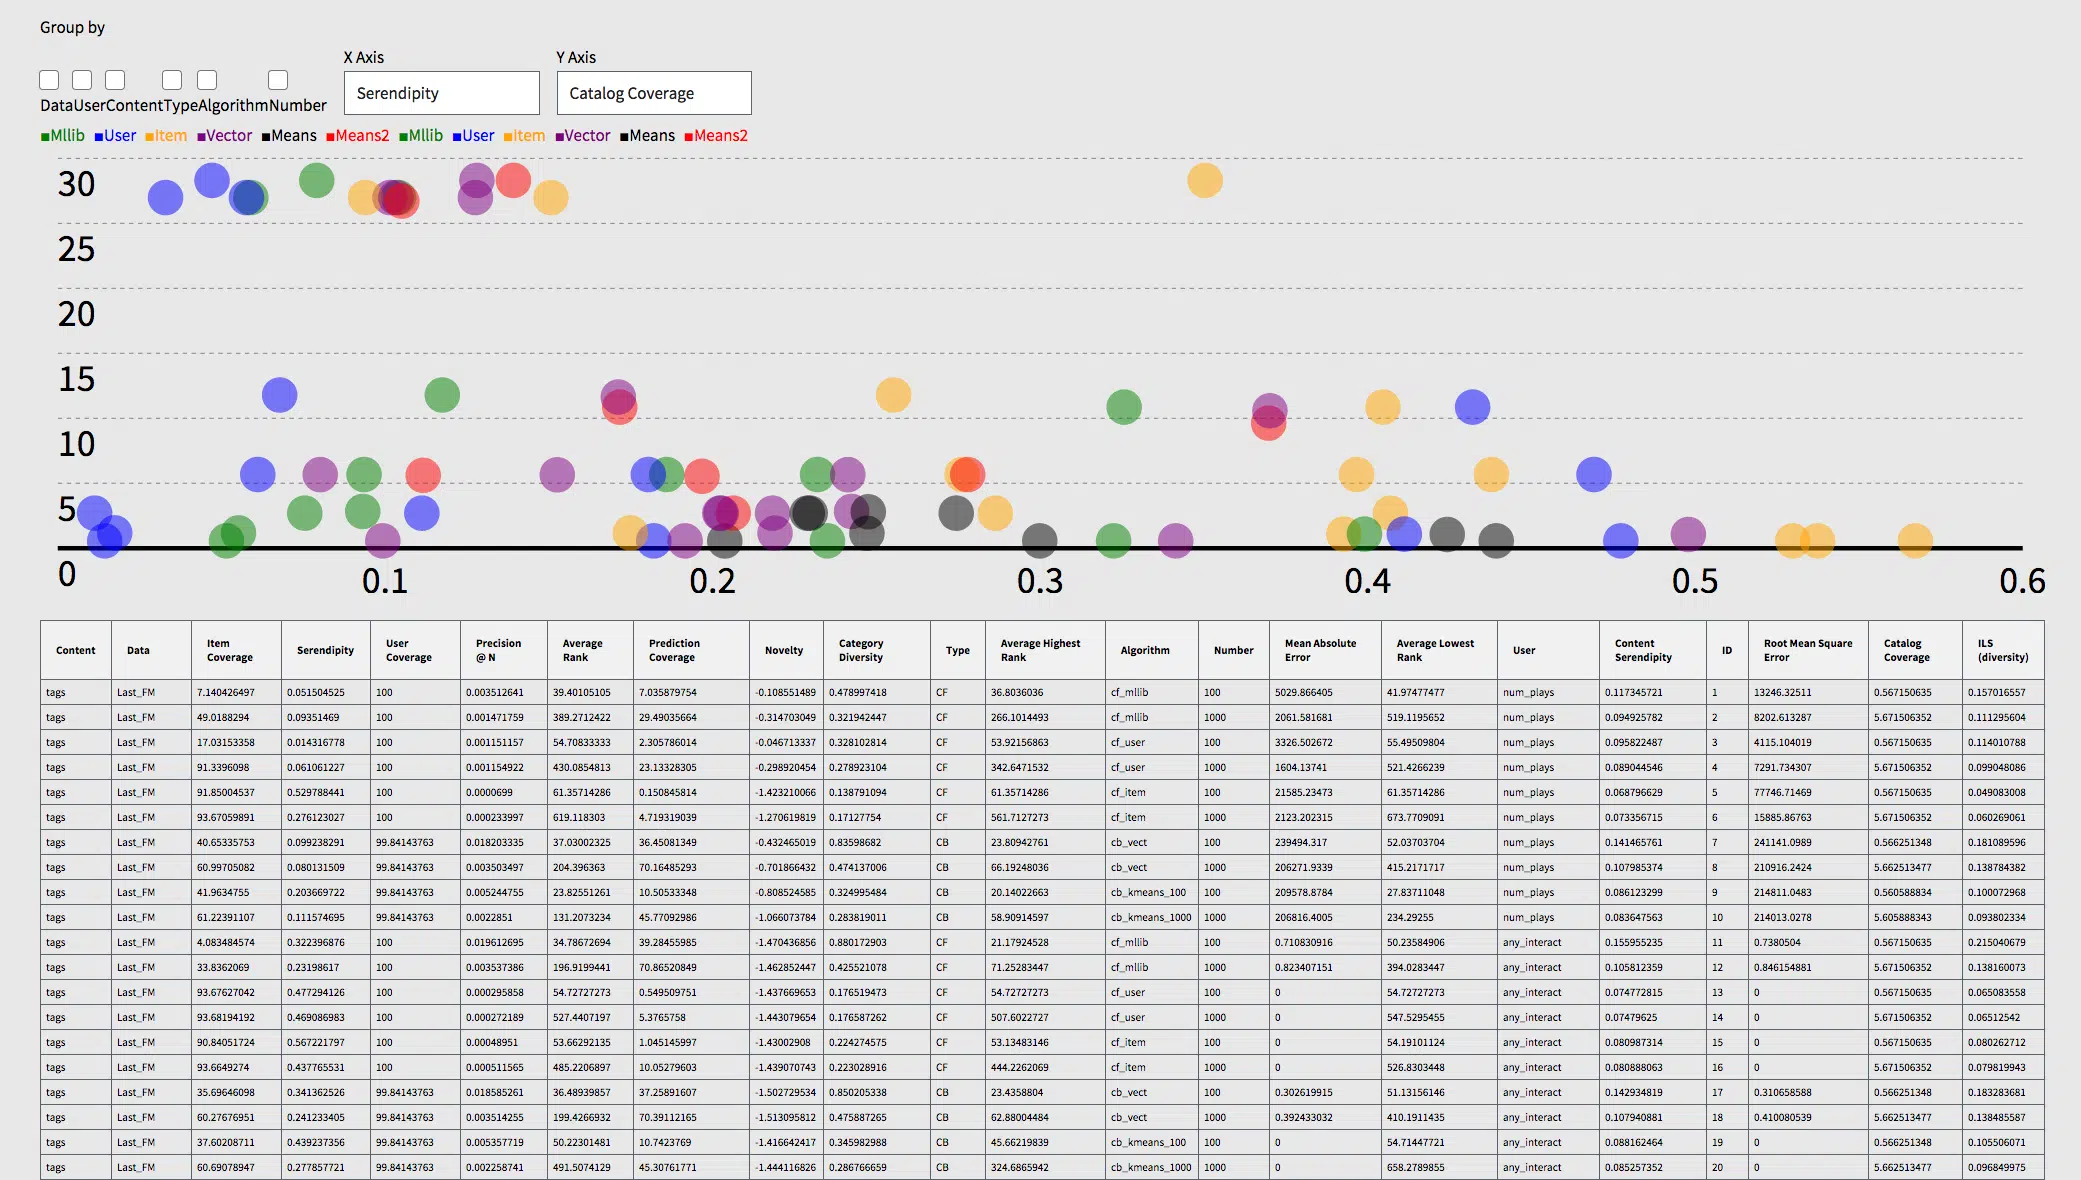 Group by
X Axis Y Axis
Serendipity Catalog Coverage
DataUserContentTypeAlgorithmNumber
■Mllib ■User ■Item ■Vector ■Means ■Means2 ■Mllib ■User ■Item ■Vector ■Means ■Means2
30
25
20
15
10
5
0 0.1 0.2 0.3 0.4 0.5 0.6
Content Data Item Coverage Serendipity User Coverage Precision @ N Average Rank Prediction Coverage Novelty Category Diversity Type Average Highest Rank Algorithm Number Mean Absolute Error Average Lowest Rank User Content Serendipity ID Root Mean Square Error Catalog Coverage ILS (diversity)
tags Last_FM 7.140426497 0.051504525 100 0.003512641 39.40105105 7.035879754 -0.108551489 0.478997418 CF 36.8036036 cf_mllib 100 5029.866405 41.97477477 num_plays 0.117345721 1 13246.32511 0.567150635 0.157016557
tags Last_FM 49.0188294 0.09351469 100 0.001471759 389.2712422 29.49035664 -0.314703049 0.321942447 CF 266.1014493 cf_mllib 1000 2061.581681 519.1195652 num_plays 0.094925782 2 8202.613287 5.671506352 0.111295604
tags Last_FM 17.03153358 0.014316778 100 0.001151157 54.70833333 2.305786014 -0.046713337 0.328102814 CF 53.92156863 cf_user 100 3326.502672 55.49509804 num_plays 0.095822487 3 4115.104019 0.567150635 0.114010788
tags Last_FM 91.3396098 0.061061227 100 0.001154922 430.0854813 23.13328305 -0.298920454 0.278923104 CF 342.6471532 cf_user 1000 1604.13741 521.4266239 num_plays 0.089044546 4 7291.734307 5.671506352 0.099048086
tags Last_FM 91.85004537 0.529788441 100 0.0000699 61.35714286 0.150845814 -1.423210066 0.138791094 CF 61.35714286 cf_item 100 21585.23473 61.35714286 num_plays 0.068796629 5 77746.71469 0.567150635 0.049083008
tags Last_FM 93.67059891 0.276123027 100 0.000233997 619.118303 4.719319039 -1.270619819 0.17127754 CF 561.7127273 cf_item 1000 2123.202315 673.7709091 num_plays 0.073356715 6 15885.86763 5.671506352 0.060269061
tags Last_FM 40.65335753 0.099238291 99.84143763 0.018203335 37.03002325 36.45081349 -0.432465019 0.83598682 CB 23.80942761 cb_vect 100 239494.317 52.03703704 num_plays 0.141465761 7 241141.0989 0.566251348 0.181089596
tags Last_FM 60.99705082 0.080131509 99.84143763 0.003503497 204.396363 70.16485293 -0.701866432 0.474137006 CB 66.19248036 cb_vect 1000 206271.9339 415.2171717 num_plays 0.107985374 8 210916.2424 5.662513477 0.138784382
tags Last_FM 41.9634755 0.203669722 99.84143763 0.005244755 23.82551261 10.50533348 -0.808524585 0.324995484 CB 20.14022663 cb_kmeans_100 100 209578.8784 27.83711048 num_plays 0.086123299 9 214811.0483 0.560588834 0.100072968
tags Last_FM 61.22391107 0.111574695 99.84143763 0.0022851 131.2073234 45.77092986 -1.066073784 0.283819011 CB 58.90914597 cb_kmeans_1000 1000 206816.4005 234.29255 num_plays 0.083647563 10 214013.0278 5.605888343 0.093802334
tags Last_FM 4.083484574 0.322396876 100 0.019612695 34.78672694 39.28455985 -1.470436856 0.880172903 CF 21.17924528 cf_mllib 100 0.710830916 50.23584906 any_interact 0.155955235 11 0.7380504 0.567150635 0.215040679
tags Last_FM 33.8362069 0.23198617 100 0.003537386 196.9199441 70.86520849 -1.462852447 0.425521078 CF 71.25283447 cf_mllib 1000 0.823407151 394.0283447 any_interact 0.105812359 12 0.846154881 5.671506352 0.138160073
tags Last_FM 93.67627042 0.477294126 100 0.000295858 54.72727273 0.549509751 -1.437669653 0.176519473 CF 54.72727273 cf_user 100 0 54.72727273 any_interact 0.074772815 13 0 0.567150635 0.065083558
tags Last_FM 93.68194192 0.469086983 100 0.000272189 527.4407197 5.3765758 -1.443079654 0.176587262 CF 507.6022727 cf_user 1000 0 547.5295455 any_interact 0.07479625 14 0 5.671506352 0.06512542
tags Last_FM 90.84051724 0.567221797 100 0.00048951 53.66292135 1.045145997 -1.43002908 0.224274575 CF 53.13483146 cf_item 100 0 54.19101124 any_interact 0.080987314 15 0 0.567150635 0.080262712
tags Last_FM 93.6649274 0.437765531 100 0.000511565 485.2206897 10.05279603 -1.439070743 0.223028916 CF 444.2262069 cf_item 1000 0 526.8303448 any_interact 0.080888063 16 0 5.671506352 0.079819943
tags Last_FM 35.69646098 0.341362526 99.84143763 0.018585261 36.48939857 37.25891607 -1.502729534 0.850205338 CB 23.4358804 cb_vect 100 0.302619915 51.13156146 any_interact 0.142934819 17 0.310658588 0.566251348 0.183283681
tags Last_FM 60.27676951 0.241233405 99.84143763 0.003514255 199.4266932 70.39112165 -1.513095812 0.475887265 CB 62.88004484 cb_vect 1000 0.392433032 410.1911435 any_interact 0.107940881 18 0.410080539 5.662513477 0.138485587
tags Last_FM 37.60208711 0.439237356 99.84143763 0.005357719 50.22301481 10.7423769 -1.416642417 0.345982988 CB 45.66219839 cb_kmeans_100 100 0 54.71447721 any_interact 0.088162464 19 0 0.566251348 0.105506071
tags Last_FM 60.69078947 0.277857721 99.84143763 0.002258741 491.5074129 45.30761771 -1.444116826 0.286766659 CB 324.6865942 cb_kmeans_1000 1000 0 658.2789855 any_interact 0.085257352 20 0 5.662513477 0.096849975